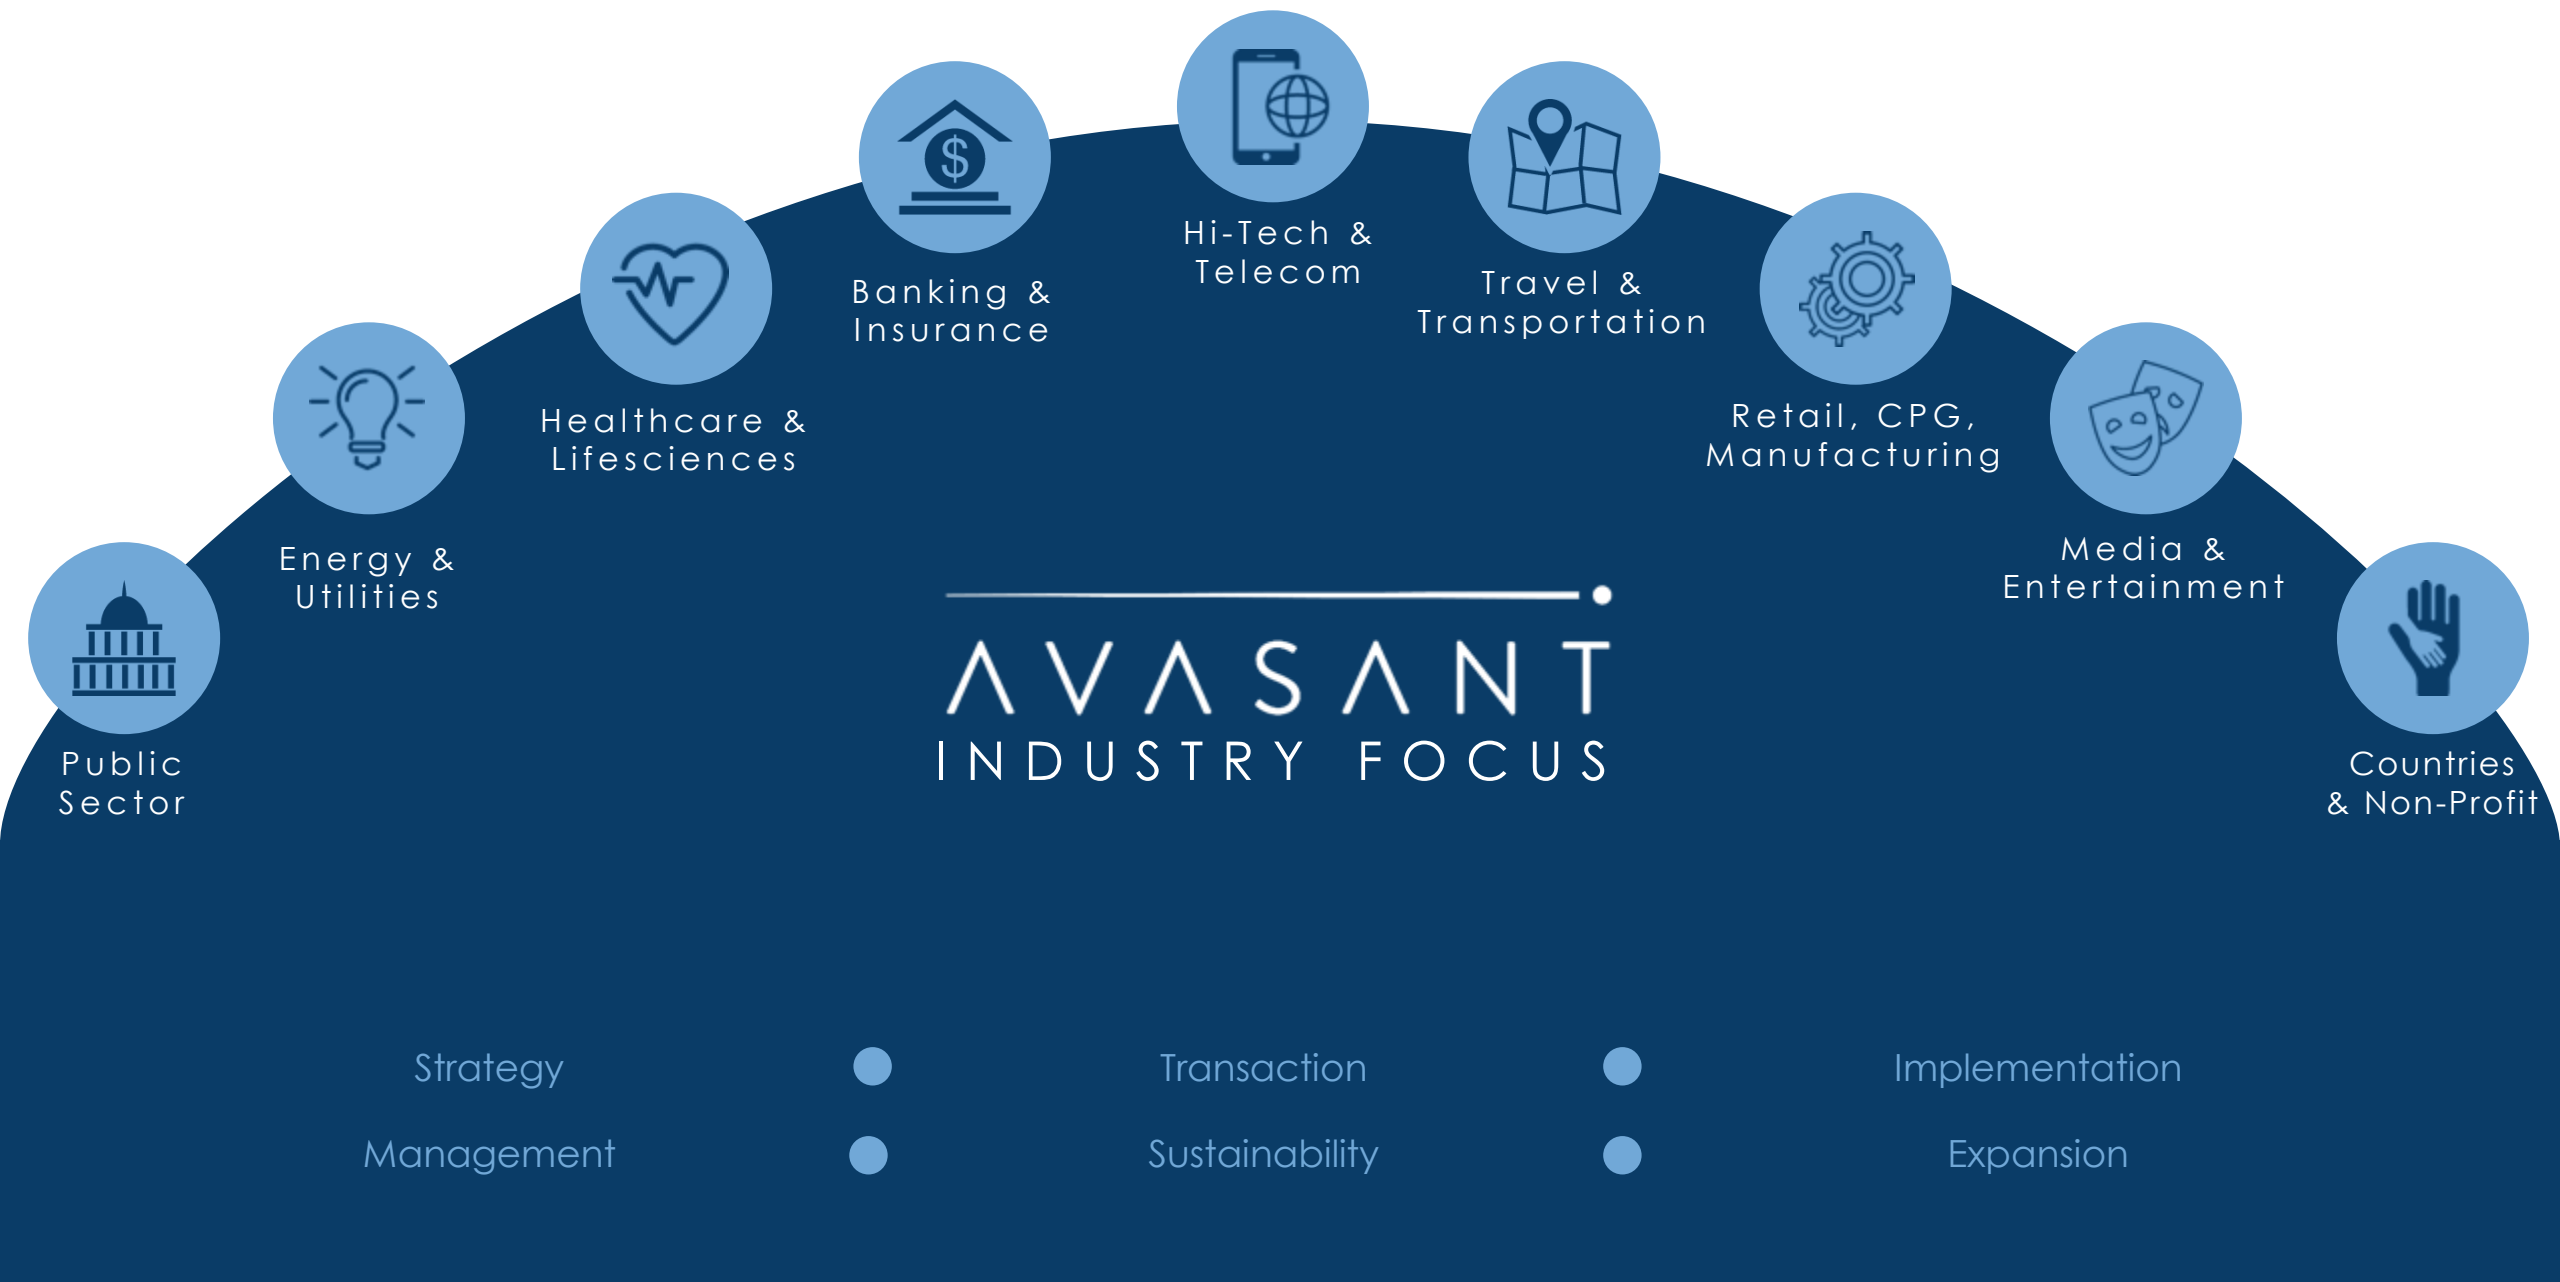 Hi-Tech &
Telecom
Banking &
Insurance
Travel &
Transportation
Healthcare &
Lifesciences
Retail, CPG,
Manufacturing
Energy &
Utilities
Media &
Entertainment
Public
Sector
Countries
& Non-Profit
AVASANT
INDUSTRY FOCUS
Strategy
Transaction
Implementation
Management
Sustainability
Expansion
$